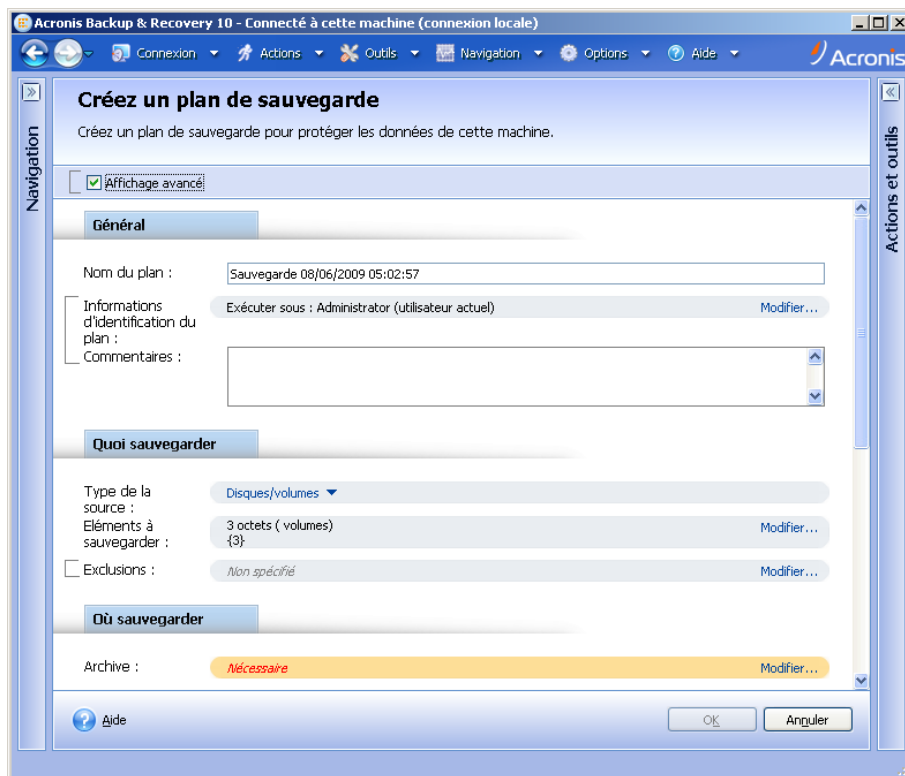 Acronis Backup & Recovery 10 - Connecté à cette machine (connexion locale)
Connexion Actions Outils Navigation Options Aide Acronis
Navigation
Actions et outils
Créez un plan de sauvegarde
Créez un plan de sauvegarde pour protéger les données de cette machine.
Affichage avancé
Général
Nom du plan : Sauvegarde 08/06/2009 05:02:57
Informations d'identification du plan : Exécuter sous : Administrator (utilisateur actuel) Modifier...
Commentaires :
Quoi sauvegarder
Type de la source : Disques/volumes
Eléments à sauvegarder : 3 octets ( volumes) {3} Modifier...
Exclusions : Non spécifié Modifier...
Où sauvegarder
Archive : Nécessaire Modifier...
Aide OK Annuler